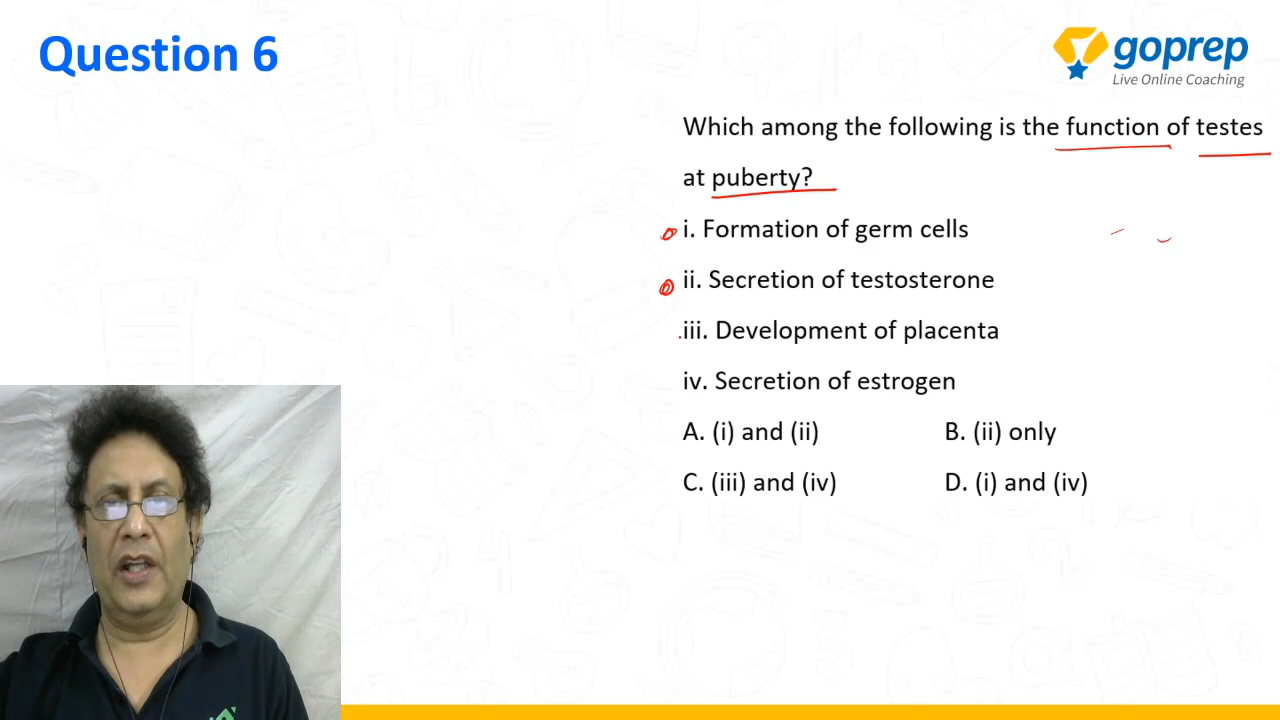 Question 6
goprep
Live Online Coaching
Which among the following is the function of testes
at puberty?
i. Formation of germ cells
ii. Secretion of testosterone
iii. Development of placenta
iv. Secretion of estrogen
A. (i) and (ii) B. (ii) only
C. (iii) and (iv) D. (i) and (iv)